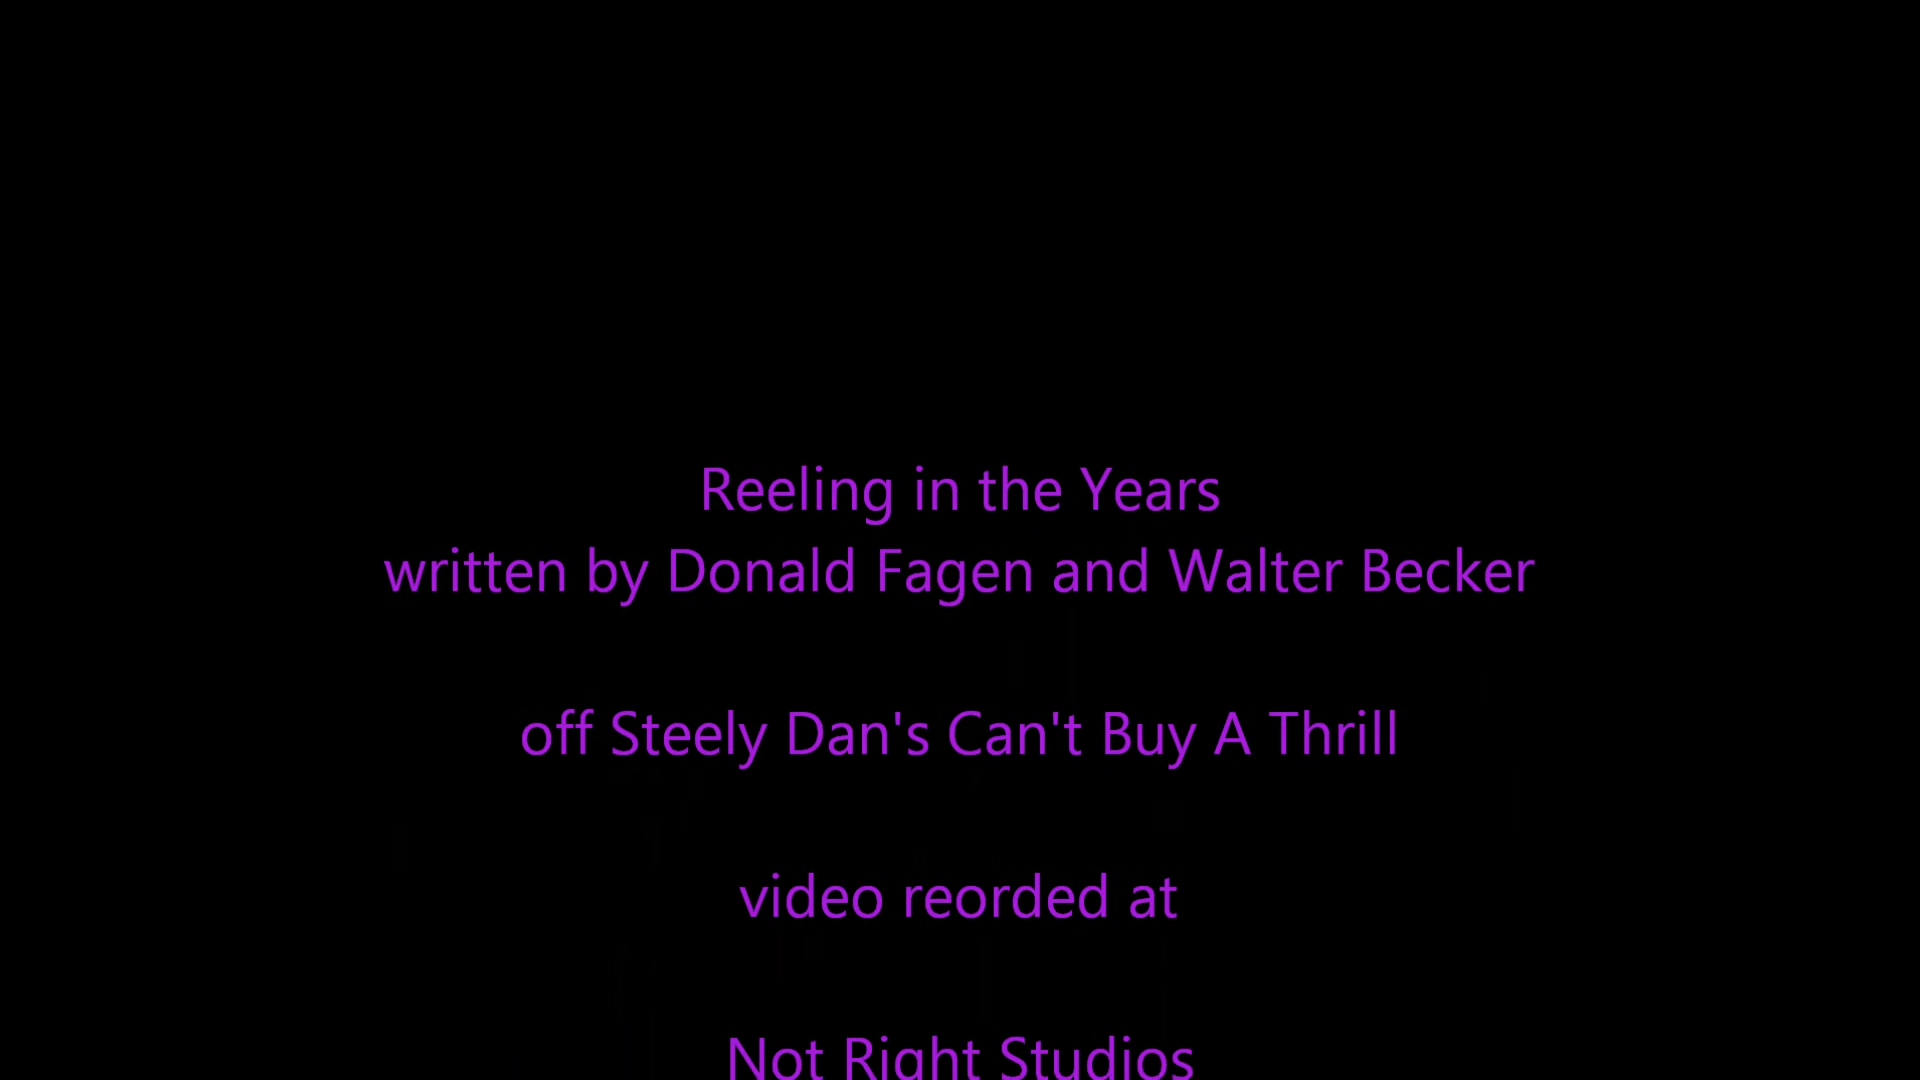 Reeling in the Years
written by Donald Fagen and Walter Becker
off Steely Dan's Can't Buy A Thrill
video reorded at
Not Right Studios